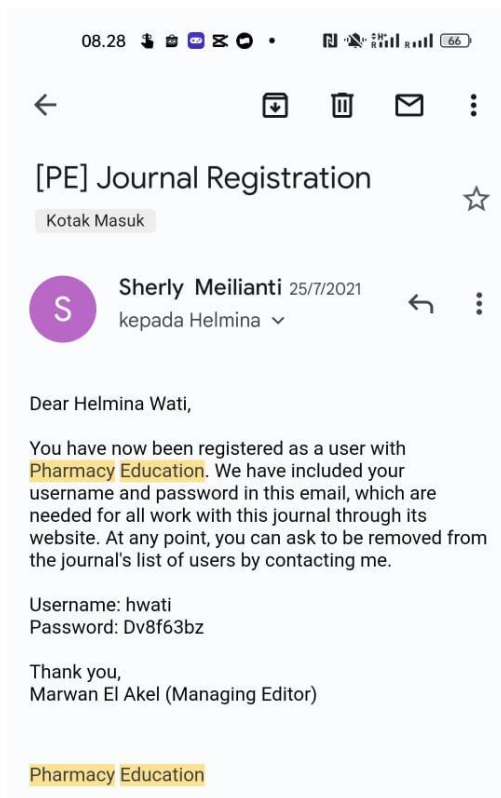 08.28
66
[PE] Journal Registration
Kotak Masuk
S
Sherly Meilianti 25/7/2021
kepada Helmina
Dear Helmina Wati,
You have now been registered as a user with
Pharmacy Education. We have included your
username and password in this email, which are
needed for all work with this journal through its
website. At any point, you can ask to be removed from
the journal's list of users by contacting me.
Username: hwati
Password: Dv8f63bz
Thank you,
Marwan El Akel (Managing Editor)
Pharmacy Education